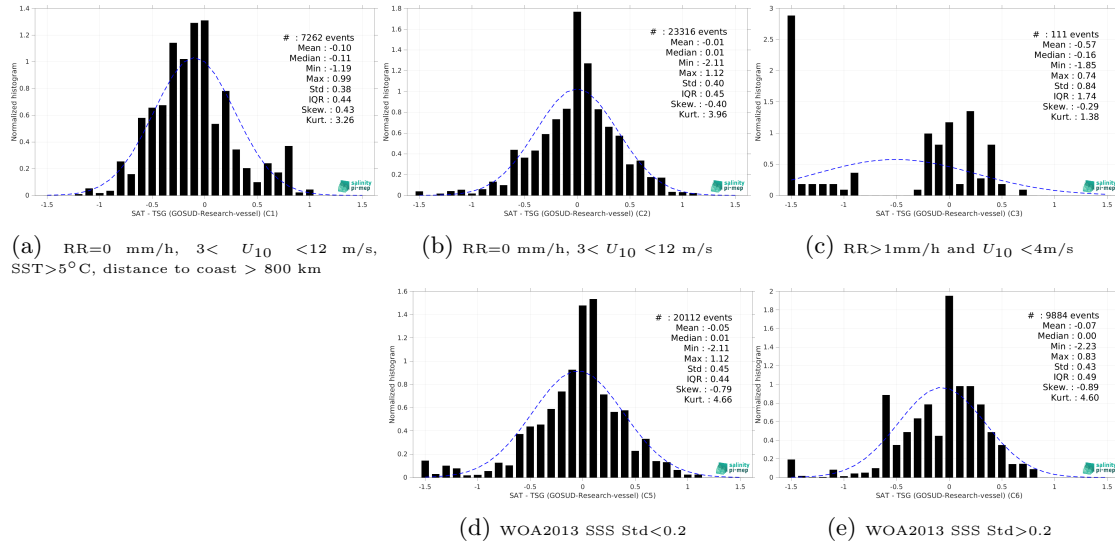 # : 7262 events
Mean : -0.10
Median : -0.11
Min : -1.19
Max : 0.99
Std : 0.38
IQR : 0.44
Skew. : 0.43
Kurt. : 3.26
Normalized histogram
1.4
1.2
1
0.8
0.6
0.4
0.2
0
-1.5
-1
-0.5
0
0.5
1
1.5
salinity
pi-mep
SAT - TSG (GOSUD-Research-vessel) (C1)
(a) RR=0 mm/h, 3< U10 <12 m/s,
SST>5°C, distance to coast > 800 km
# : 23316 events
Mean : -0.01
Median : 0.01
Min : -2.11
Max : 1.12
Std : 0.40
IQR : 0.45
Skew. : -0.40
Kurt. : 3.96
Normalized histogram
1.8
1.6
1.4
1.2
1
0.8
0.6
0.4
0.2
0
-1.5
-1
-0.5
0
0.5
1
1.5
salinity
pi-mep
SAT - TSG (GOSUD-Research-vessel) (C2)
(b) RR=0 mm/h, 3< U10 <12 m/s
# : 111 events
Mean : -0.57
Median : -0.16
Min : -1.85
Max : 0.74
Std : 0.84
IQR : 1.74
Skew. : -0.29
Kurt. : 1.38
Normalized histogram
3
2.5
2
1.5
1
0.5
0
-1.5
-1
-0.5
0
0.5
1
1.5
salinity
pi-mep
SAT - TSG (GOSUD-Research-vessel) (C3)
(c) RR>1mm/h and U10 <4m/s
# : 20112 events
Mean : -0.05
Median : 0.01
Min : -2.11
Max : 1.12
Std : 0.45
IQR : 0.44
Skew. : -0.79
Kurt. : 4.66
Normalized histogram
1.6
1.4
1.2
1
0.8
0.6
0.4
0.2
0
-1.5
-1
-0.5
0
0.5
1
1.5
salinity
pi-mep
SAT - TSG (GOSUD-Research-vessel) (C5)
(d) WOA2013 SSS Std<0.2
# : 9884 events
Mean : -0.07
Median : 0.00
Min : -2.23
Max : 0.83
Std : 0.43
IQR : 0.49
Skew. : -0.89
Kurt. : 4.60
Normalized histogram
2
1.8
1.6
1.4
1.2
1
0.8
0.6
0.4
0.2
0
-1.5
-1
-0.5
0
0.5
1
1.5
salinity
pi-mep
SAT - TSG (GOSUD-Research-vessel) (C6)
(e) WOA2013 SSS Std>0.2